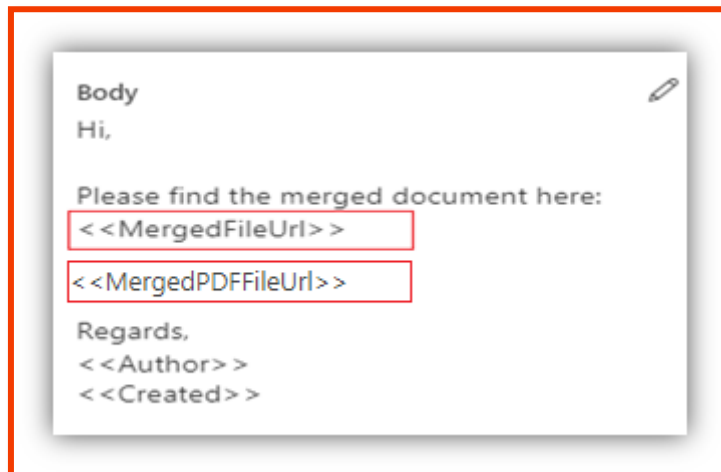 Body
Hi,
Please find the merged document here:
<<MergedFileUrl>>
<<MergedPDFFileUrl>>
Regards,
<<Author>>
<<Created>>